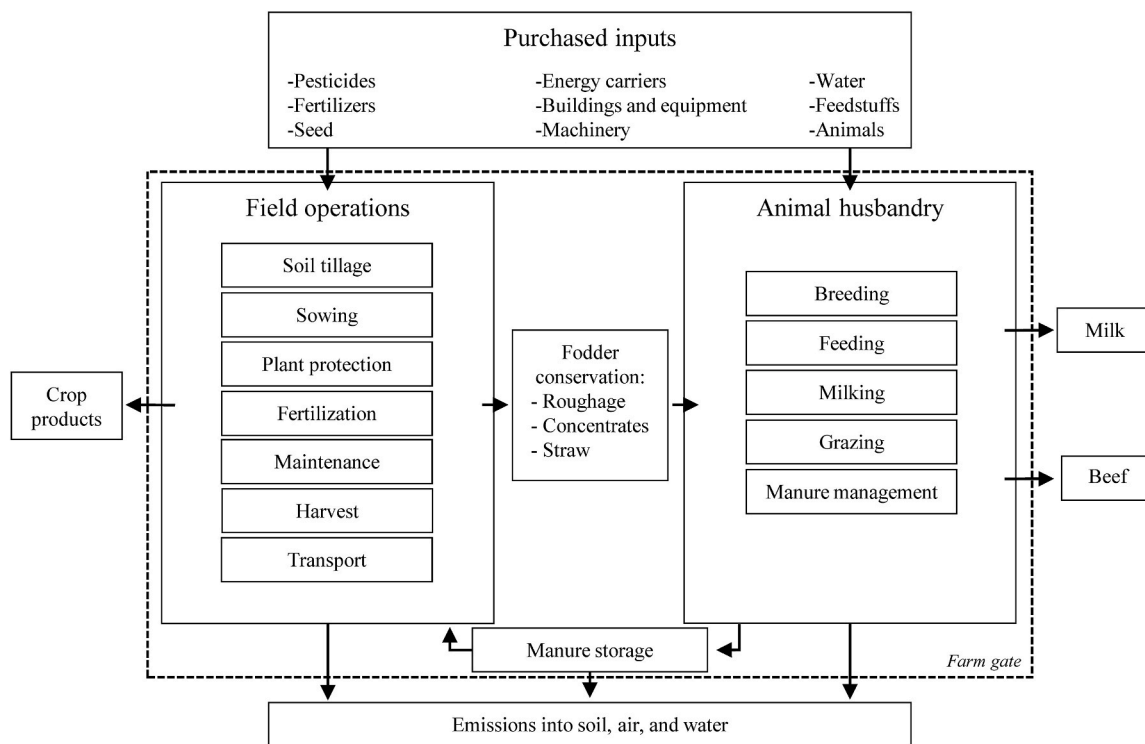 Purchased inputs
-Pesticides
-Fertilizers
-Seed
-Energy carriers
-Buildings and equipment
-Machinery
-Water
-Feedstuffs
-Animals
Field operations
Soil tillage
Sowing
Plant protection
Fertilization
Maintenance
Harvest
Transport
Crop
products
Fodder
conservation:
- Roughage
- Concentrates
- Straw
Animal husbandry
Breeding
Feeding
Milking
Grazing
Manure management
Milk
Beef
Manure storage
Farm gate
Emissions into soil, air, and water